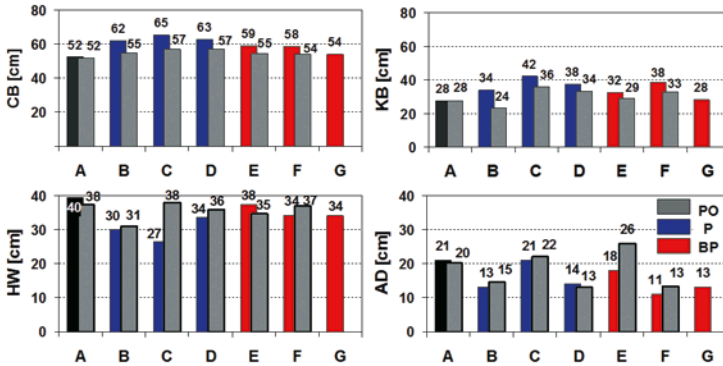 CB [cm]
80
60
40
20
52 52 62 55 65 57 63 57 59 55 58 54 54
A B C D E F G
KB [cm]
80
60
40
20
0
28 28 34 24 42 36 38 34 32 29 38 33 28
A B C D E F G
HW [cm]
40
30
20
10
0
40 38 30 31 27 38 34 36 38 35 34 37 34
A B C D E F G
AD [cm]
40
30
20
10
0
21 20 13 15 21 22 14 13 18 26 11 13 13
PO
P
BP
A B C D E F G